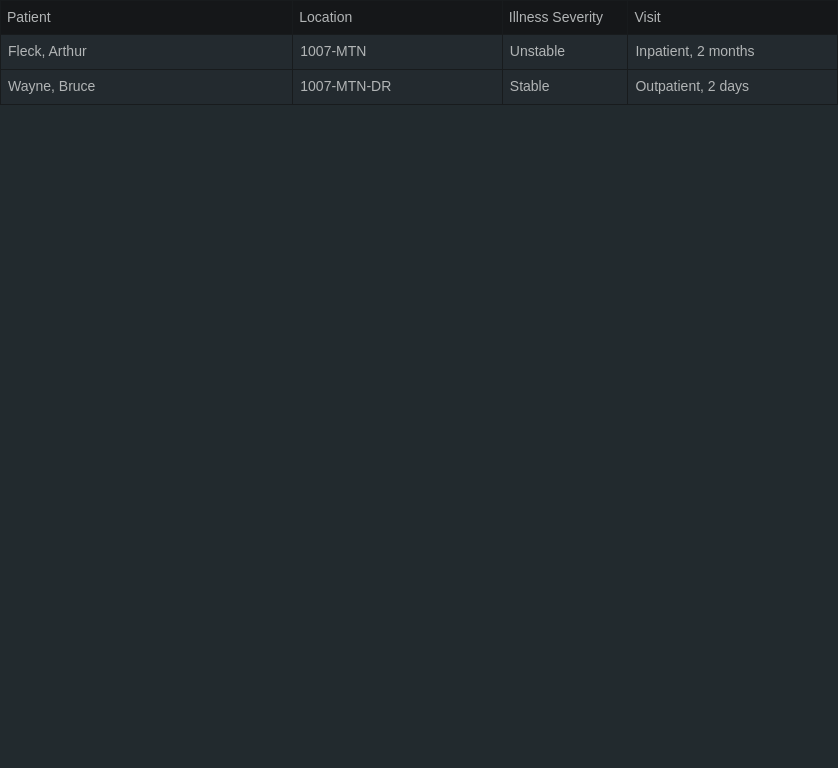 Patient Location Illness Severity Visit
Fleck, Arthur 1007-MTN Unstable Inpatient, 2 months
Wayne, Bruce 1007-MTN-DR Stable Outpatient, 2 days